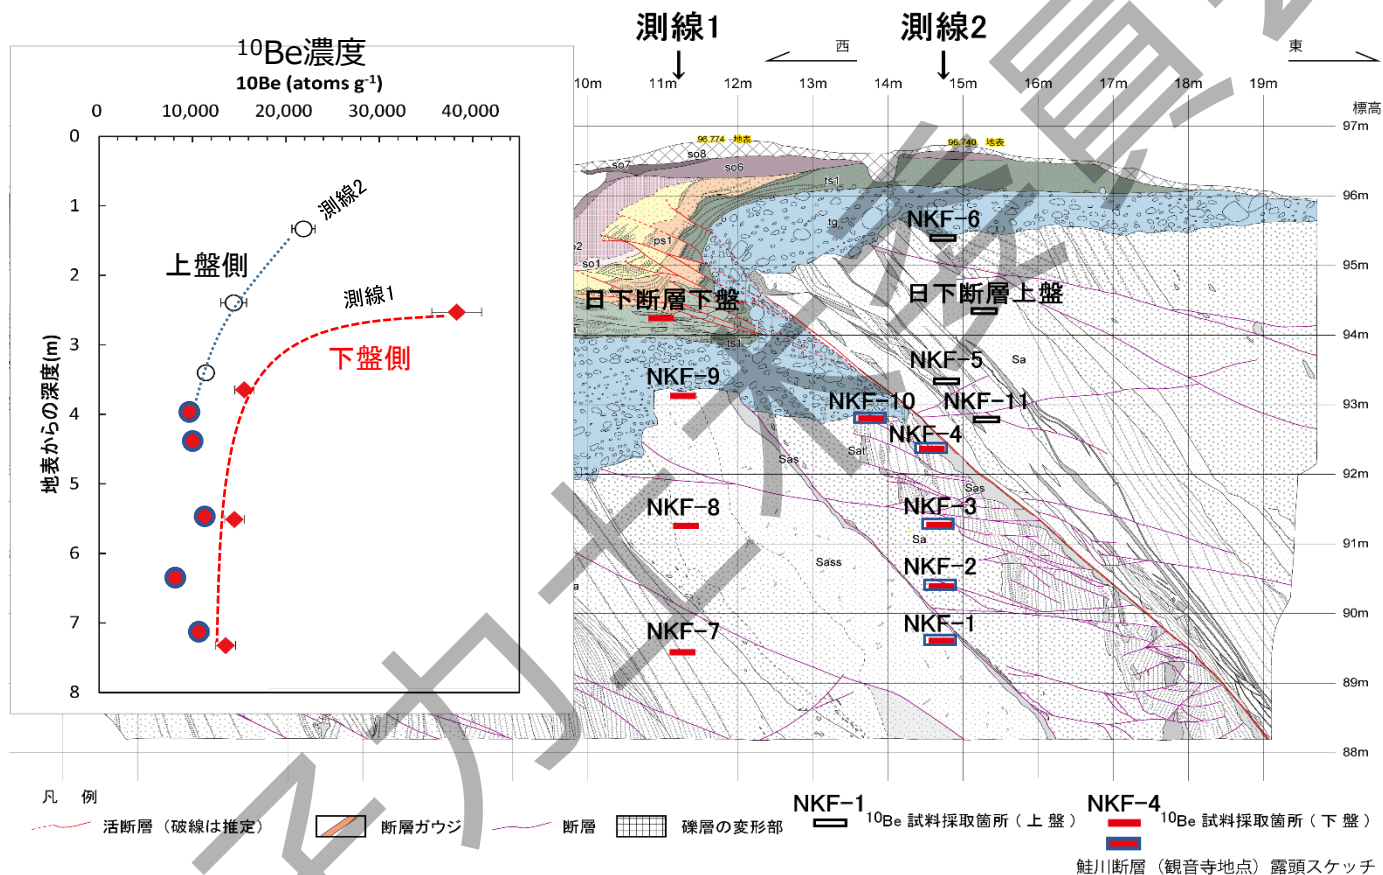 測線1
測線2
西
東
10Be濃度
10Be (atoms g-1)
0
10,000
20,000
30,000
40,000
0
1
2
3
4
5
6
7
8
地表からの深度(m)
測線2
上盤側
測線1
下盤側
10m
11m
12m
13m
14m
15m
16m
17m
18m
19m
標高
97m
96m
95m
94m
93m
92m
91m
90m
89m
88m
96.774 地表
96.740 地表
so7
so8
so6
ts1
tg
ps1
so1
ts1
NKF-6
日下断層下盤
日下断層上盤
NKF-5
Sa
NKF-9
NKF-10
NKF-11
NKF-4
Sat
Sas
Sas
NKF-8
NKF-3
Sa
Sass
NKF-2
NKF-7
NKF-1
凡 例
活断層（破線は推定）
断層ガウジ
断層
礫層の変形部
NKF-1
10Be 試料採取箇所（上盤）
NKF-4
10Be 試料採取箇所（下盤）
鮭川断層（観音寺地点）露頭スケッチ